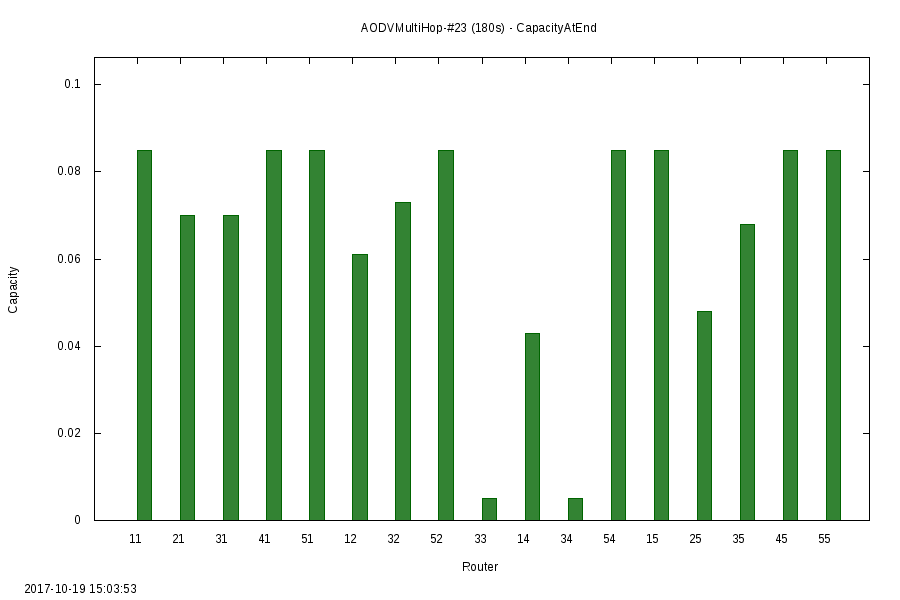 AODVMultiHop-#23 (180s) - CapacityAtEnd
0.1
0.08
0.06
0.04
0.02
0
Capacity
11 21 31 41 51 12 32 52 33 14 34 54 15 25 35 45 55
Router
2017-10-19 15:03:53